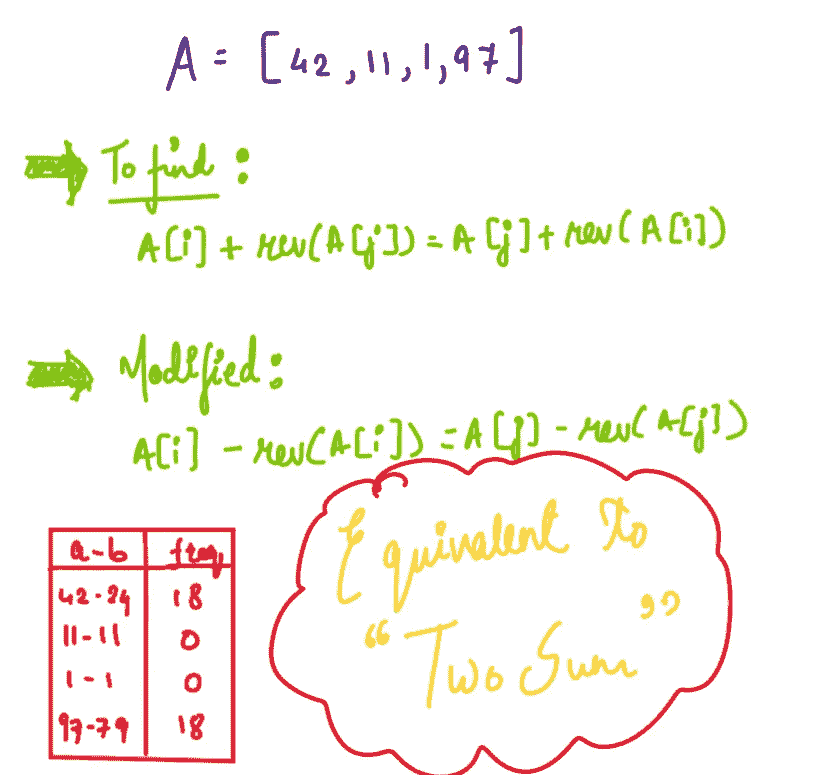 A = [42, 11, 1, 97]
To find :
A[i] + rev(A[j]) = A[j] + rev(A[i])
Modified :
A[i] - rev(A[i]) = A[j] - rev(A[j])
Equivalent To
"Two Sum"
a-b freq
42-24 18
11-11 0
1-1 0
97-79 18